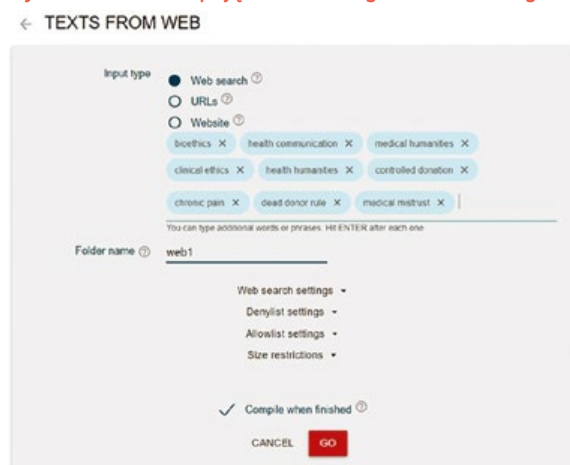 ← TEXTS FROM WEB
Input type
Web search ?
URLs ?
Website ?
bioethics × health communication × medical humanities ×
clinical ethics × health humanities × controlled donation ×
chronic pain × dead donor rule × medical mistrust ×
You can type additional words or phrases. Hit ENTER after each one
Folder name ? web1
Web search settings
Denylist settings
Allowlist settings
Size restrictions
Compile when finished ?
CANCEL GO